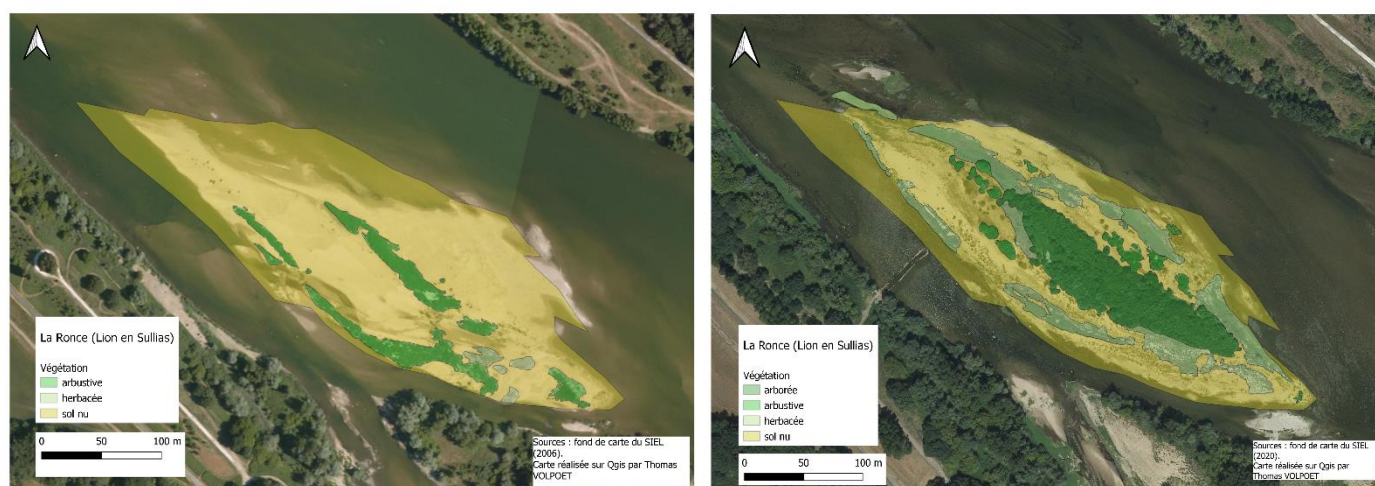 La Ronce (Lion en Sullias)
Végétation
arbustive
herbacée
sol nu
0 50 100 m
Sources : fond de carte du SIEL
(2006).
Carte réalisée sur Qgis par Thomas
VOLPOET
La Ronce (Lion en Sullias)
Végétation
arborée
arbustive
herbacée
sol nu
0 50 100 m
Sources : fond de carte du SIEL
(2020).
Carte réalisée sur Qgis par
Thomas VOLPOET